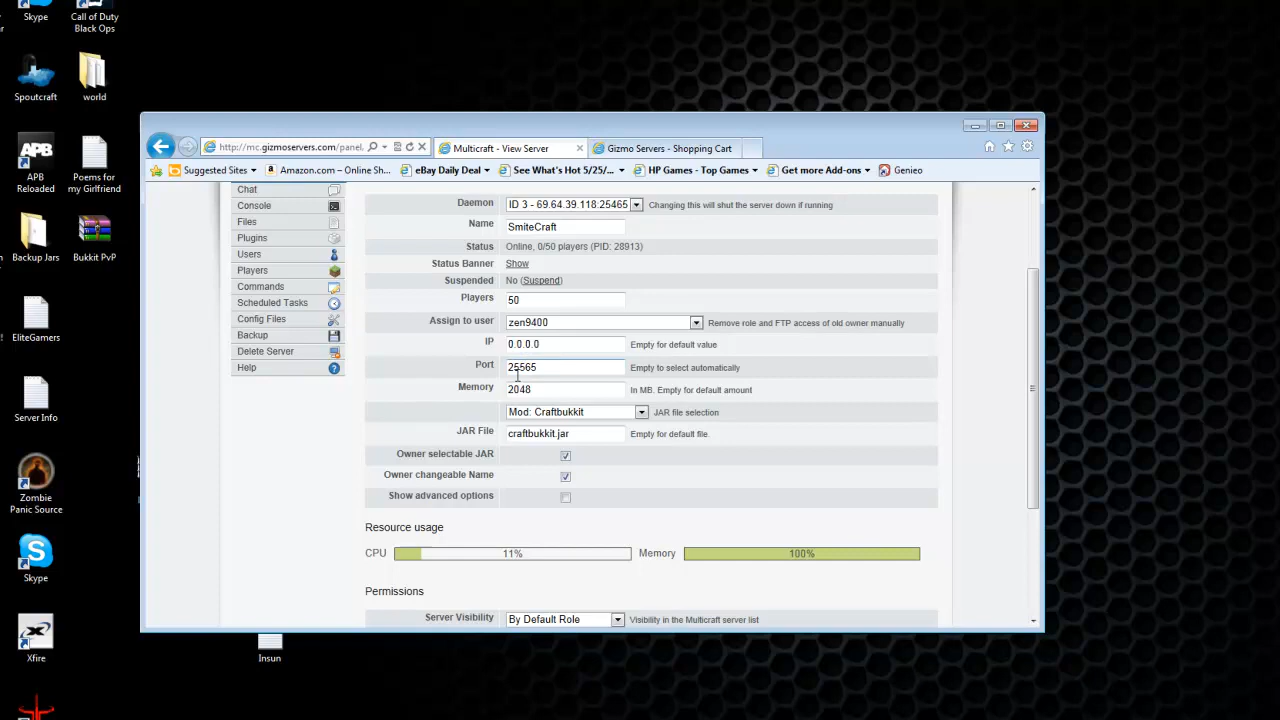 Skype
Call of Duty
Black Ops
Spoutcraft
world
APB
APB
Reloaded
Poems for
my Girlfriend
Backup Jars
Bukkit PvP
EliteGamers
Server Info
Zombie
Panic Source
Skype
Xfire
Insun
http://mc.gizmoservers.com/panel.
Multicraft - View Server
Gizmo Servers - Shopping Cart
Suggested Sites
Amazon.com – Online Sh...
eBay Daily Deal
See What's Hot 5/25/...
HP Games - Top Games
Get more Add-ons
Genieo
Chat
Console
Files
Plugins
Users
Players
Commands
Scheduled Tasks
Config Files
Backup
Delete Server
Help
Daemon ID 3 - 69.64.39.118:25465 Changing this will shut the server down if running
Name SmiteCraft
Status Online, 0/50 players (PID: 28913)
Status Banner Show
Suspended No (Suspend)
Players 50
Assign to user zen9400 Remove role and FTP access of old owner manually
IP 0.0.0.0 Empty for default value
Port 25565 Empty to select automatically
Memory 2048 In MB. Empty for default amount
Mod: Craftbukkit JAR file selection
JAR File craftbukkit.jar Empty for default file.
Owner selectable JAR
Owner changeable Name
Show advanced options
Resource usage
CPU 11% Memory 100%
Permissions
Server Visibility By Default Role Visibility in the Multicraft server list